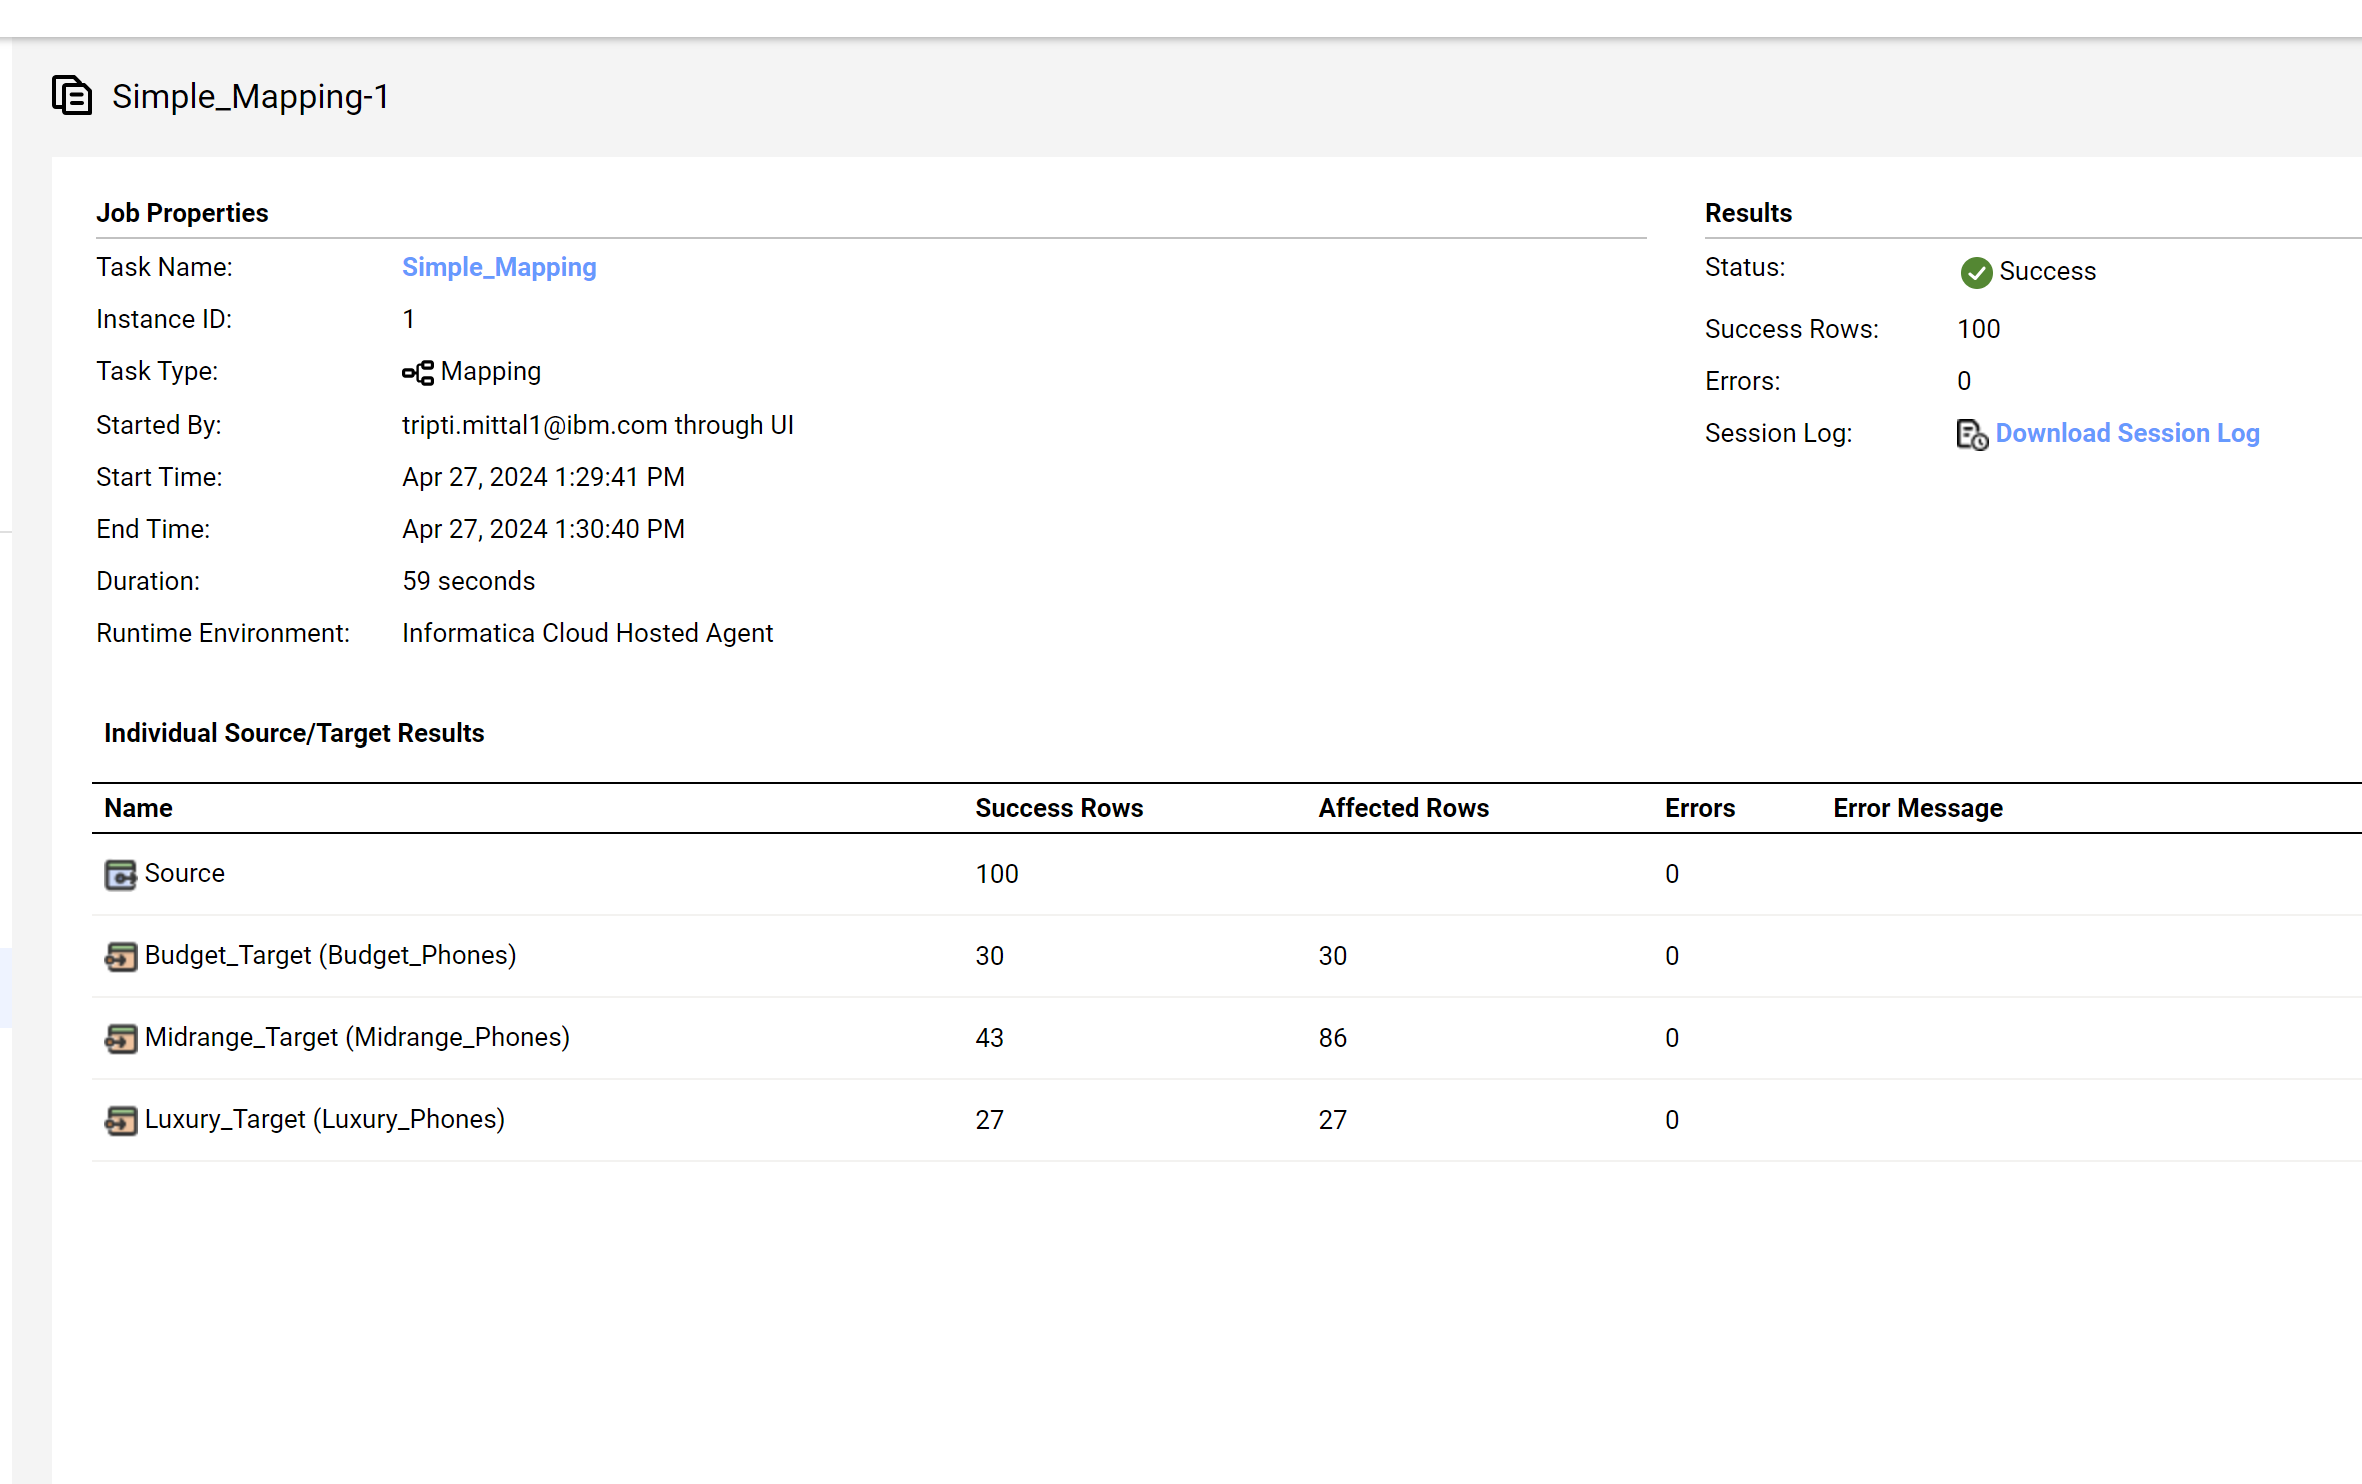 Simple_Mapping-1
Job Properties
Task Name: Simple_Mapping
Instance ID: 1
Task Type: Mapping
Started By: tripti.mittal1@ibm.com through UI
Start Time: Apr 27, 2024 1:29:41 PM
End Time: Apr 27, 2024 1:30:40 PM
Duration: 59 seconds
Runtime Environment: Informatica Cloud Hosted Agent
Results
Status: Success
Success Rows: 100
Errors: 0
Session Log: Download Session Log
Individual Source/Target Results
Name Success Rows Affected Rows Errors Error Message
Source 100 0
Budget_Target (Budget_Phones) 30 30 0
Midrange_Target (Midrange_Phones) 43 86 0
Luxury_Target (Luxury_Phones) 27 27 0